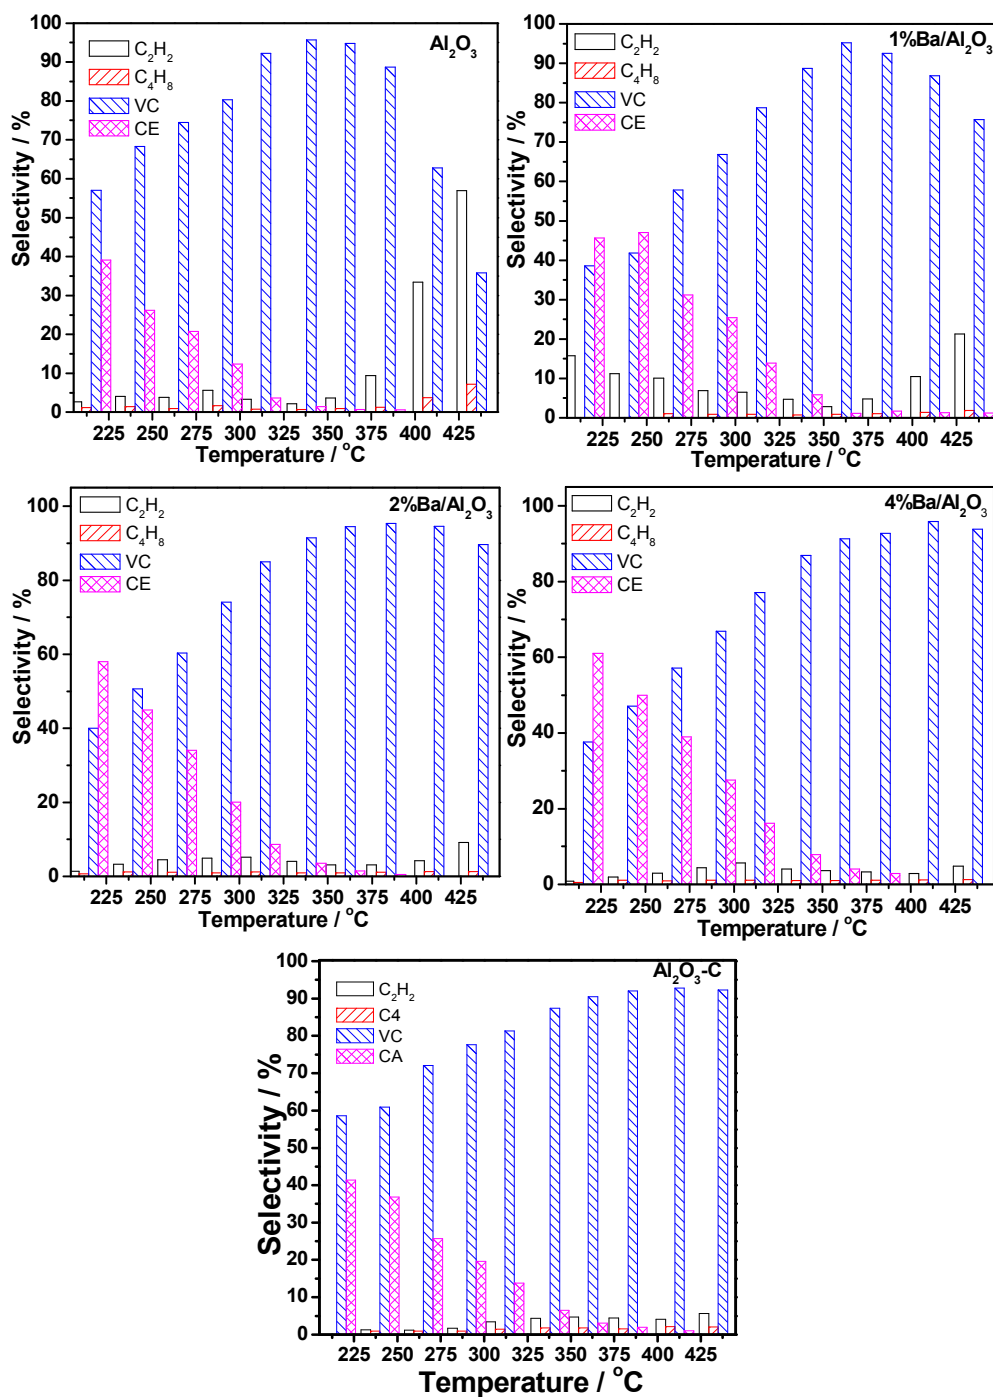 Al₂O₃
C₂H₂
C₄H₈
VC
CE
100
90
80
70
60
50
40
30
20
10
0
Selectivity / %
225 250 275 300 325 350 375 400 425
Temperature / °C
1%Ba/Al₂O₃
C₂H₂
C₄H₈
VC
CE
100
90
80
70
60
50
40
30
20
10
0
Selectivity / %
225 250 275 300 325 350 375 400 425
Temperature / °C
2%Ba/Al₂O₃
C₂H₂
C₄H₈
VC
CE
100
80
60
40
20
0
Selectivity / %
225 250 275 300 325 350 375 400 425
Temperature / °C
4%Ba/Al₂O₃
C₂H₂
C₄H₈
VC
CE
100
80
60
40
20
0
Selectivity / %
225 250 275 300 325 350 375 400 425
Temperature / °C
Al₂O₃-C
C₂H₂
C4
VC
CA
100
90
80
70
60
50
40
30
20
10
0
Selectivity / %
225 250 275 300 325 350 375 400 425
Temperature / °C